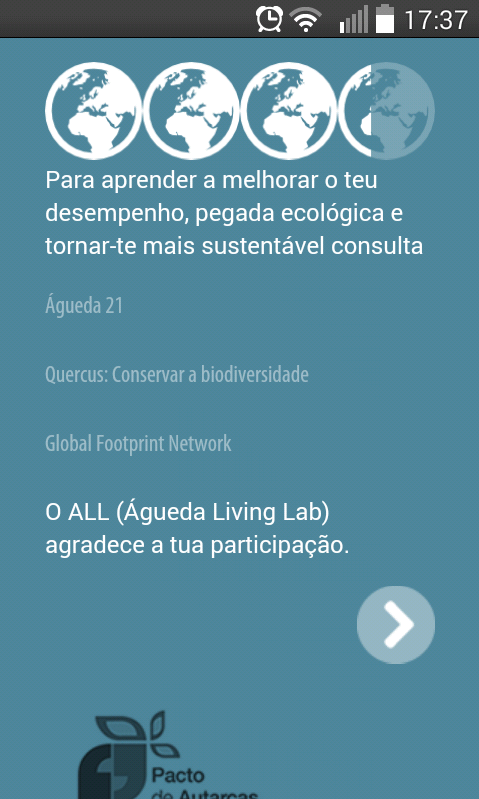 17:37
Para aprender a melhorar o teu
desempenho, pegada ecológica e
tornar-te mais sustentável consulta
Águeda 21
Quercus: Conservar a biodiversidade
Global Footprint Network
O ALL (Águeda Living Lab)
agradece a tua participação.
Pacto
de Autarcas